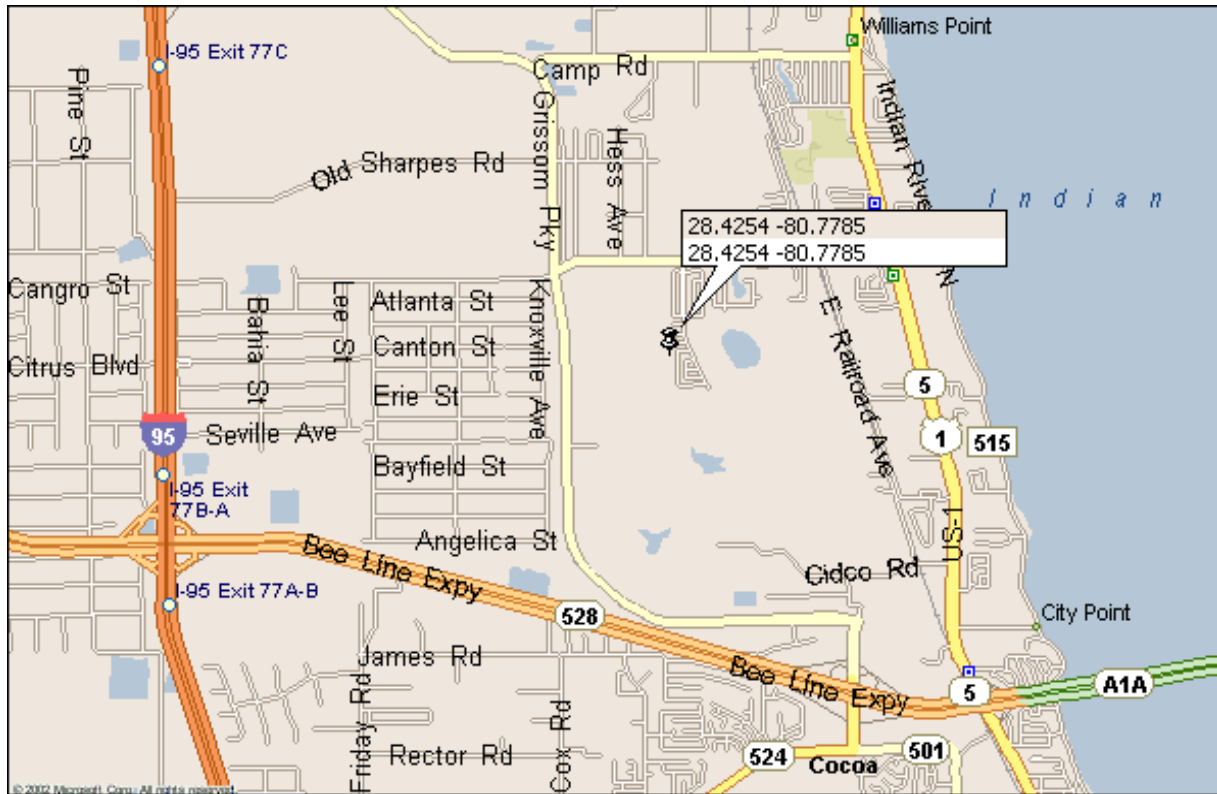 Williams Point
I-95 Exit 77C
Camp Rd
Pine St
Grissom Pky
Indian River N
Hess Ave
Old Sharpes Rd
Indian
28.4254 -80.7785
28.4254 -80.7785
Cangro St
Bahia St
Lee St
Atlanta St
Knoxville Ave
E Railroad Ave
Canton St
Citrus Blvd
Erie St
5
95
Seville Ave
1
515
Bayfield St
I-95 Exit
77B-A
US-1
Angelica St
Bee Line Expy
Cidco Rd
I-95 Exit 77A-B
528
City Point
James Rd
Bee Line Expy
5
A1A
Friday Rd
Cox Rd
Rector Rd
524
501
Cocoa
© 2002 Microsoft Corp. All rights reserved.